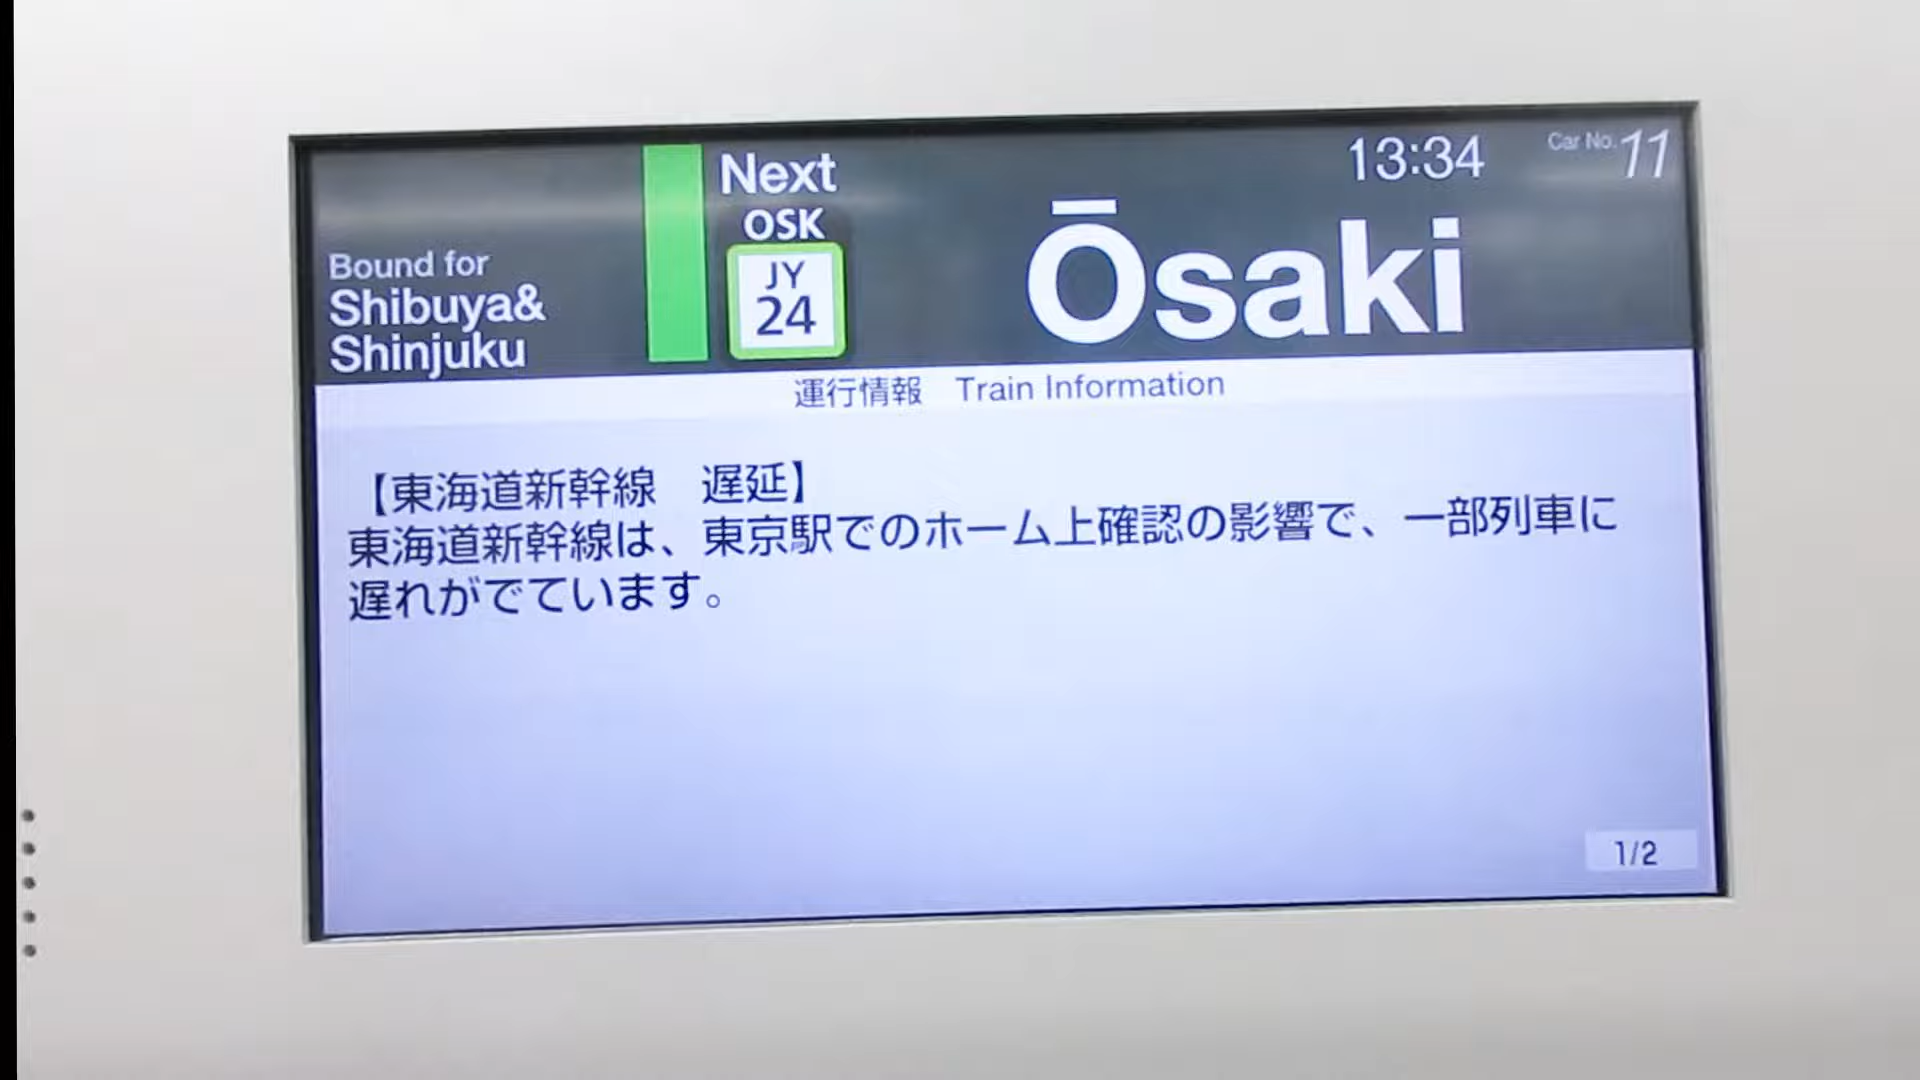 13:34
Car No. 11
Next
OSK
JY
24
Ōsaki
Bound for
Shibuya&
Shinjuku
運行情報 Train Information
【東海道新幹線 遅延】
東海道新幹線は、東京駅でのホーム上確認の影響で、一部列車に
遅れがでています。
1/2